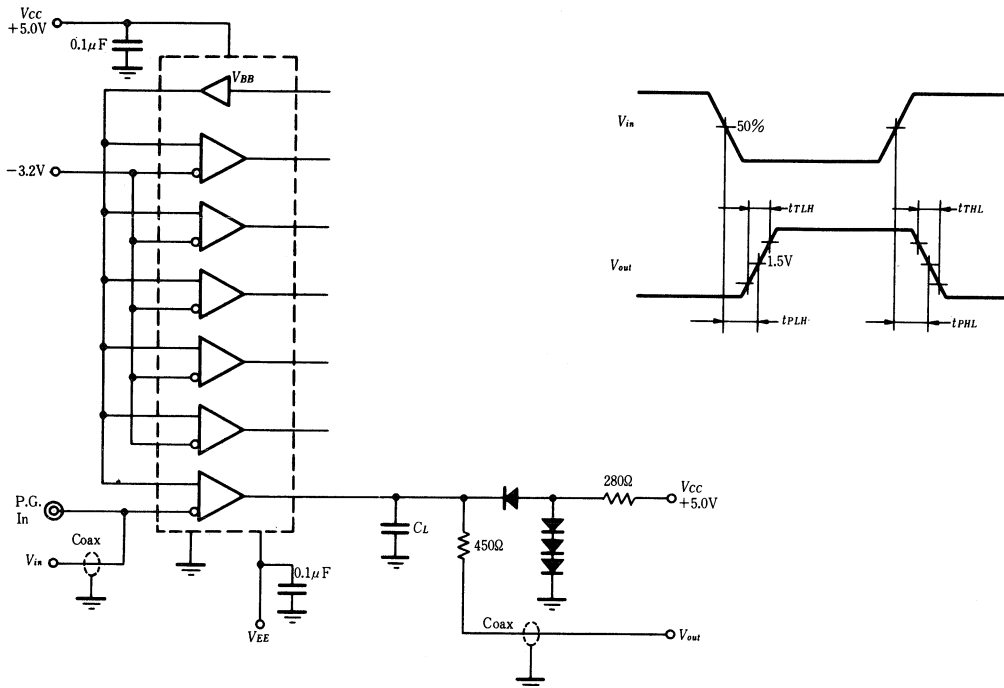 VCC
+5.0V
0.1μF
VBB
−3.2V
P.G.
In
Coax
Vin
VEE
0.1μF
CL
450Ω
280Ω
VCC
+5.0V
Coax
Vout
Vin
50%
tTLH
tTHL
Vout
1.5V
tPLH
tPHL